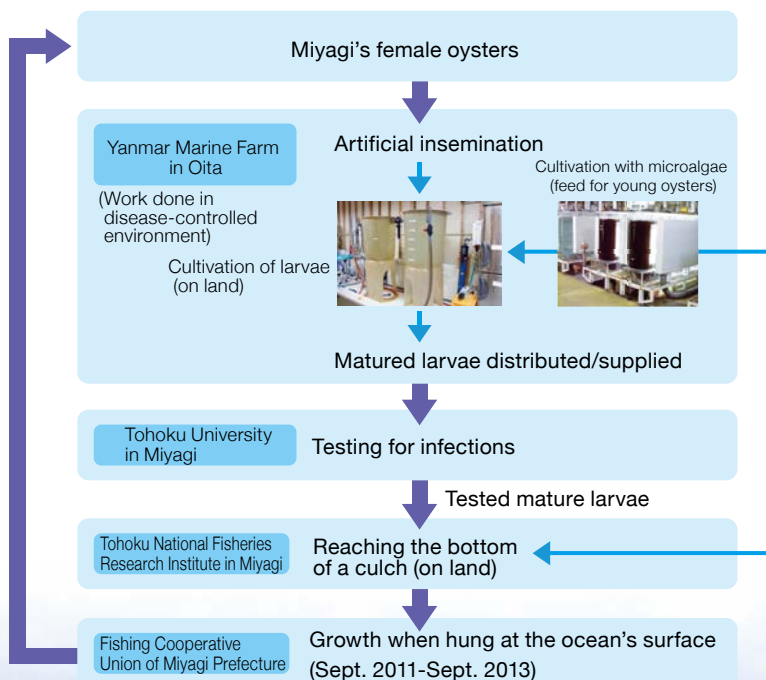 Miyagi's female oysters
Yanmar Marine Farm
in Oita
(Work done in
disease-controlled
environment)
Artificial insemination
Cultivation with microalgae
(feed for young oysters)
Cultivation of larvae
(on land)
Matured larvae distributed/supplied
Tohoku University
in Miyagi
Testing for infections
Tested mature larvae
Tohoku National Fisheries
Research Institute in Miyagi
Reaching the bottom
of a culch (on land)
Fishing Cooperative
Union of Miyagi Prefecture
Growth when hung at the ocean's surface
(Sept. 2011-Sept. 2013)